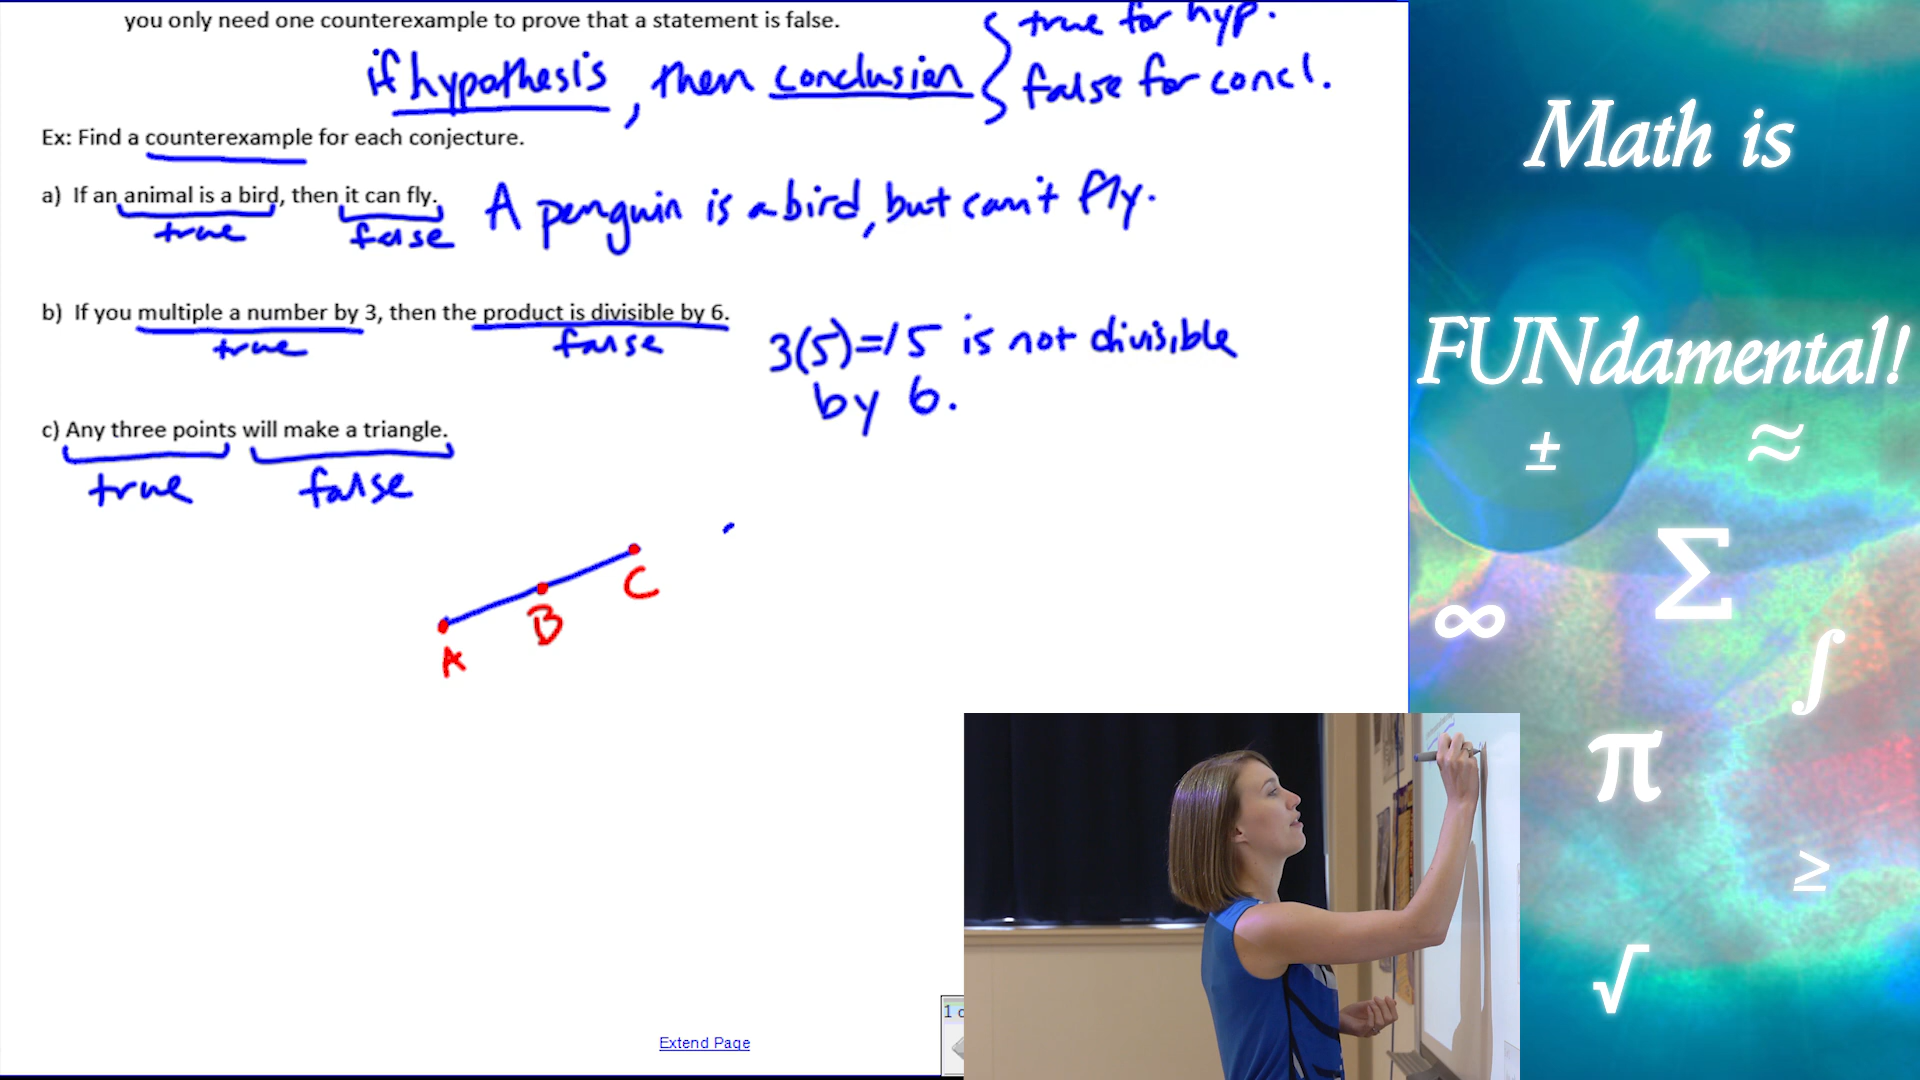 you only need one counterexample to prove that a statement is false.
true for hyp.
if hypothesis, then conclusion
false for concl.
Ex: Find a counterexample for each conjecture.
a) If an animal is a bird, then it can fly.
true false
A penguin is a bird, but can't fly.
b) If you multiple a number by 3, then the product is divisible by 6.
true false
3(5)=15 is not divisible
by 6.
c) Any three points will make a triangle.
true false
A B C
Extend Page
Math is
FUNdamental!
± ≈
∑
∞
∫
π
≥
√